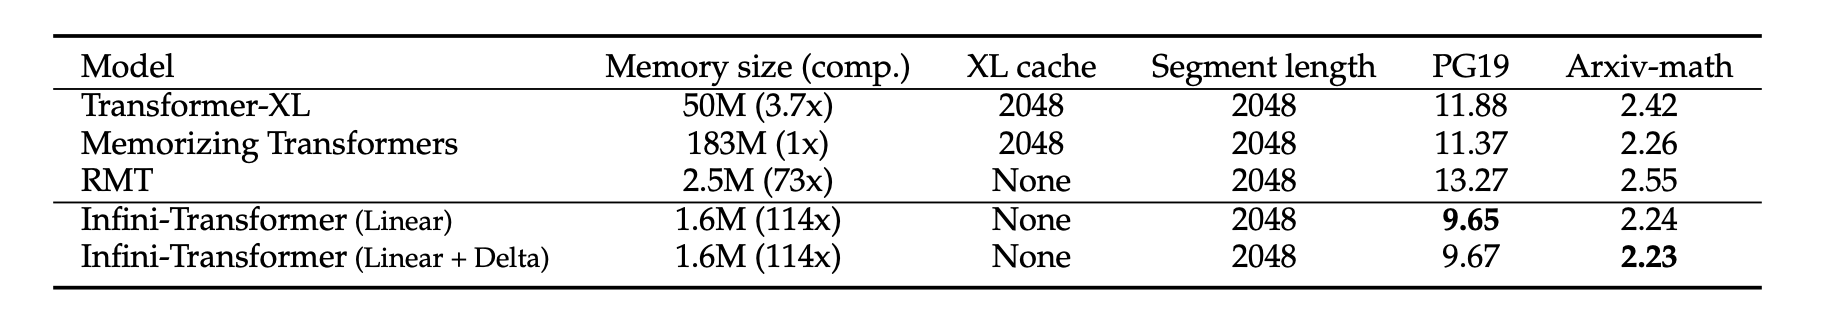 Model Memory size (comp.) XL cache Segment length PG19 Arxiv-math
Transformer-XL 50M (3.7x) 2048 2048 11.88 2.42
Memorizing Transformers 183M (1x) 2048 2048 11.37 2.26
RMT 2.5M (73x) None 2048 13.27 2.55
Infini-Transformer (Linear) 1.6M (114x) None 2048 9.65 2.24
Infini-Transformer (Linear + Delta) 1.6M (114x) None 2048 9.67 2.23